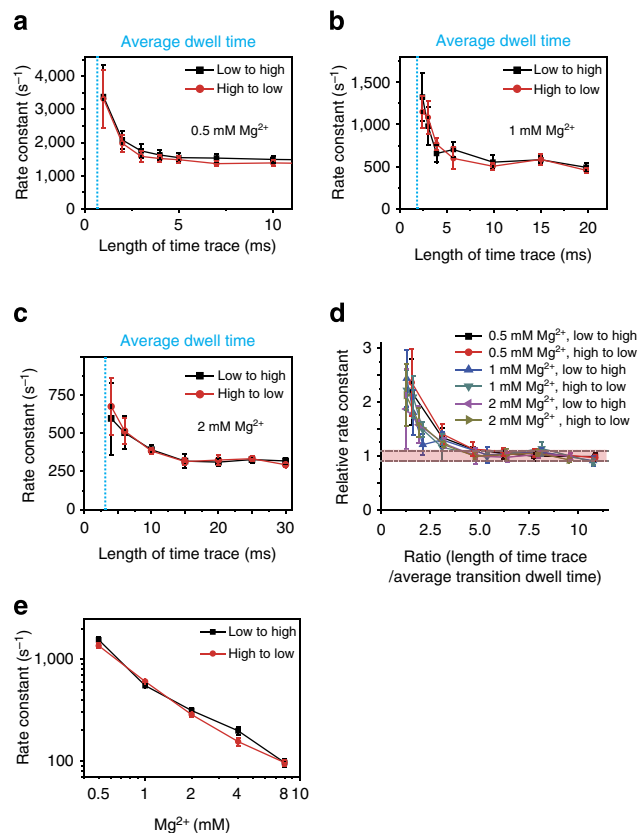 a
Average dwell time
Rate constant (s⁻¹)
4,000
3,000
2,000
1,000
0
Low to high
High to low
0.5 mM Mg²⁺
5
10
Length of time trace (ms)
b
Average dwell time
Rate constant (s⁻¹)
1,500
1,000
500
0
Low to high
High to low
1 mM Mg²⁺
0
5
10
15
20
Length of time trace (ms)
c
Average dwell time
Rate constant (s⁻¹)
750
500
250
0
Low to high
High to low
2 mM Mg²⁺
0
5
10
15
20
25
30
Length of time trace (ms)
d
0.5 mM Mg²⁺, low to high
0.5 mM Mg²⁺, high to low
1 mM Mg²⁺, low to high
1 mM Mg²⁺, high to low
2 mM Mg²⁺, low to high
2 mM Mg²⁺, high to low
Relative rate constant
3
2
1
0
0
2.5
5.0
7.5
10
Ratio (length of time trace
/average transition dwell time)
e
Rate constant (s⁻¹)
1,000
100
Low to high
High to low
0.5
1
2
4
8 10
Mg²⁺ (mM)